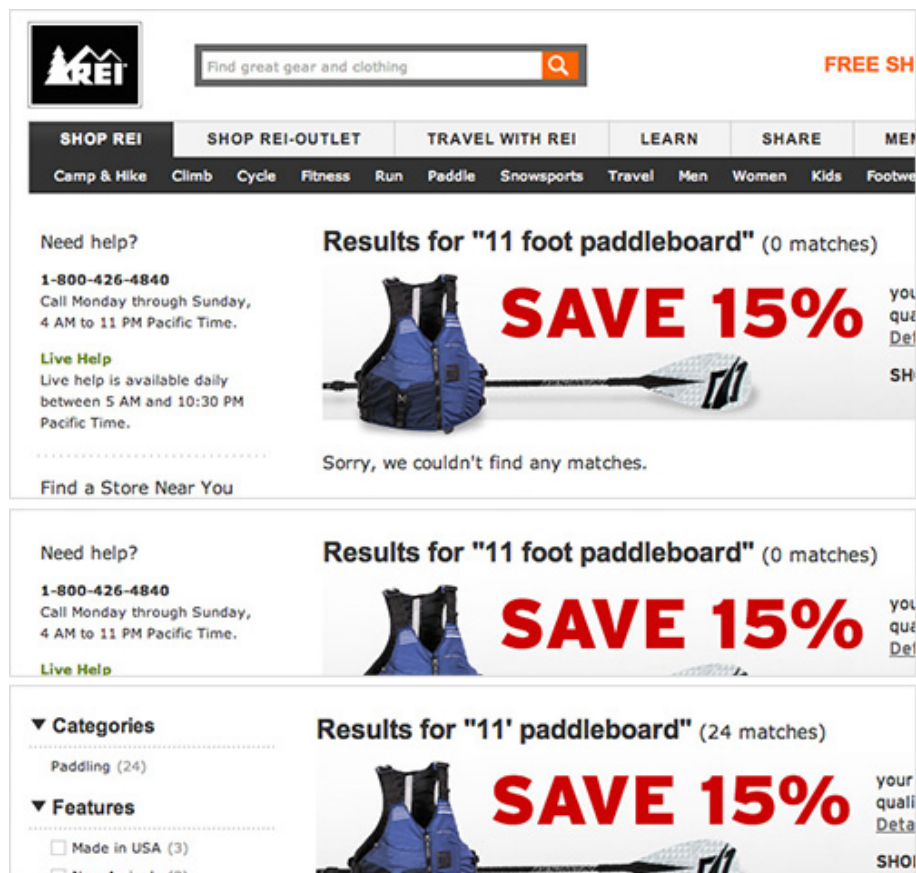 REI
Find great gear and clothing
FREE SH
SHOP REI SHOP REI-OUTLET TRAVEL WITH REI LEARN SHARE
Camp & Hike Climb Cycle Fitness Run Paddle Snowsports Travel Men Women Kids
Need help?
1-800-426-4840
Call Monday through Sunday,
4 AM to 11 PM Pacific Time.
Live Help
Live help is available daily
between 5 AM and 10:30 PM
Pacific Time.
Find a Store Near You
Results for "11 foot paddleboard" (0 matches)
SAVE 15%
Sorry, we couldn't find any matches.
Need help?
1-800-426-4840
Call Monday through Sunday,
4 AM to 11 PM Pacific Time.
Live Help
Results for "11 foot paddleboard" (0 matches)
SAVE 15%
Categories
Paddling (24)
Features
Made in USA (3)
Results for "11' paddleboard" (24 matches)
SAVE 15%
your